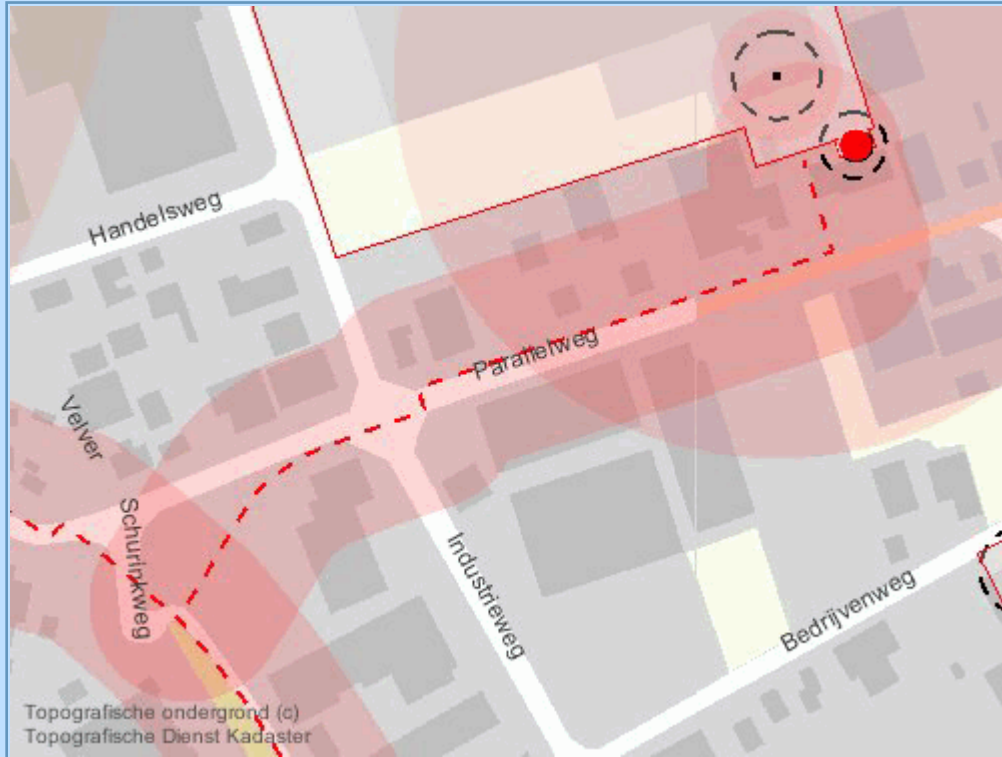 Handelsweg
Parallelweg
Velver
Schurinkweg
Industrieweg
Bedrijvenweg
Topografische ondergrond (c)
Topografische Dienst Kadaster